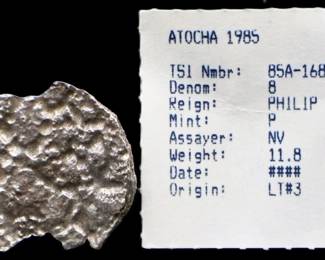 ATOCHA 1985
TSI Nmbr: 85A-168
Denom: 8
Reign: PHILIP
Mint: P
Assayer: NV
Weight: 11.8
Date: ####
Origin: LT#3